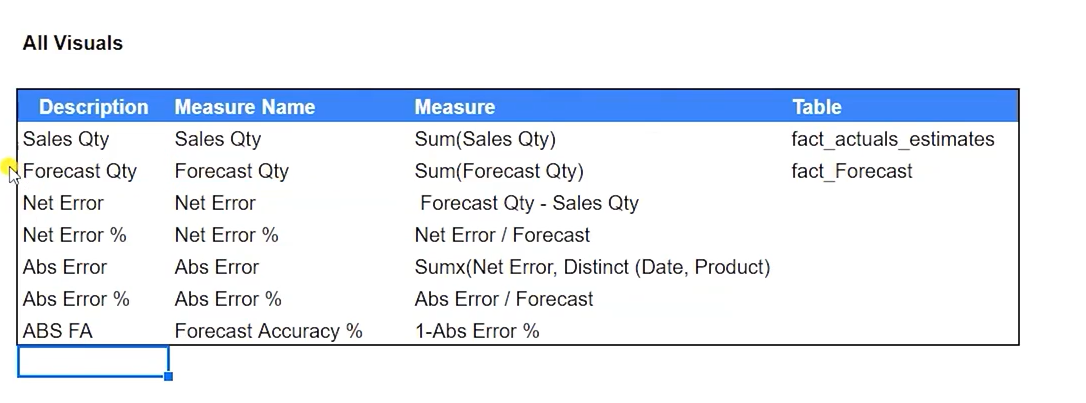 All Visuals
Description Measure Name Measure Table
Sales Qty Sales Qty Sum(Sales Qty) fact_actuals_estimates
Forecast Qty Forecast Qty Sum(Forecast Qty) fact_Forecast
Net Error Net Error Forecast Qty - Sales Qty
Net Error % Net Error % Net Error / Forecast
Abs Error Abs Error Sumx(Net Error, Distinct (Date, Product)
Abs Error % Abs Error % Abs Error / Forecast
ABS FA Forecast Accuracy % 1-Abs Error %